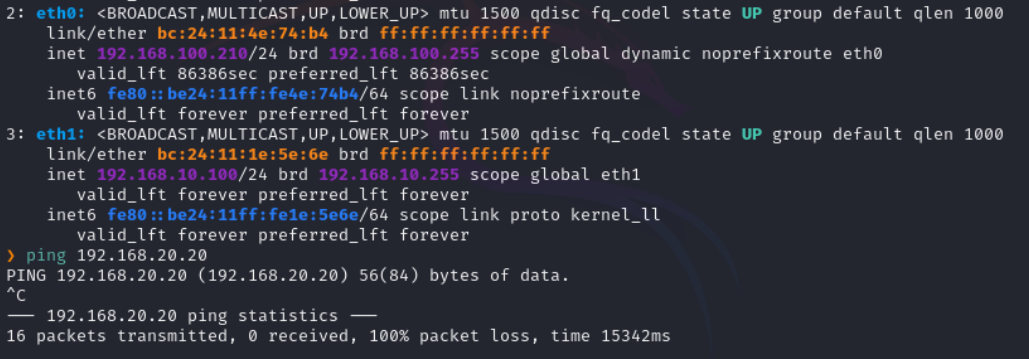 2: eth0: <BROADCAST,MULTICAST,UP,LOWER_UP> mtu 1500 qdisc fq_codel state UP group default qlen 1000
    link/ether bc:24:11:4e:74:b4 brd ff:ff:ff:ff:ff:ff
    inet 192.168.100.210/24 brd 192.168.100.255 scope global dynamic noprefixroute eth0
       valid_lft 86386sec preferred_lft 86386sec
    inet6 fe80::be24:11ff:fe4e:74b4/64 scope link noprefixroute
       valid_lft forever preferred_lft forever
3: eth1: <BROADCAST,MULTICAST,UP,LOWER_UP> mtu 1500 qdisc fq_codel state UP group default qlen 1000
    link/ether bc:24:11:1e:5e:6e brd ff:ff:ff:ff:ff:ff
    inet 192.168.10.100/24 brd 192.168.10.255 scope global eth1
       valid_lft forever preferred_lft forever
    inet6 fe80::be24:11ff:fe1e:5e6e/64 scope link proto kernel_ll
       valid_lft forever preferred_lft forever
❯ ping 192.168.20.20
PING 192.168.20.20 (192.168.20.20) 56(84) bytes of data.
^C
--- 192.168.20.20 ping statistics ---
16 packets transmitted, 0 received, 100% packet loss, time 15342ms